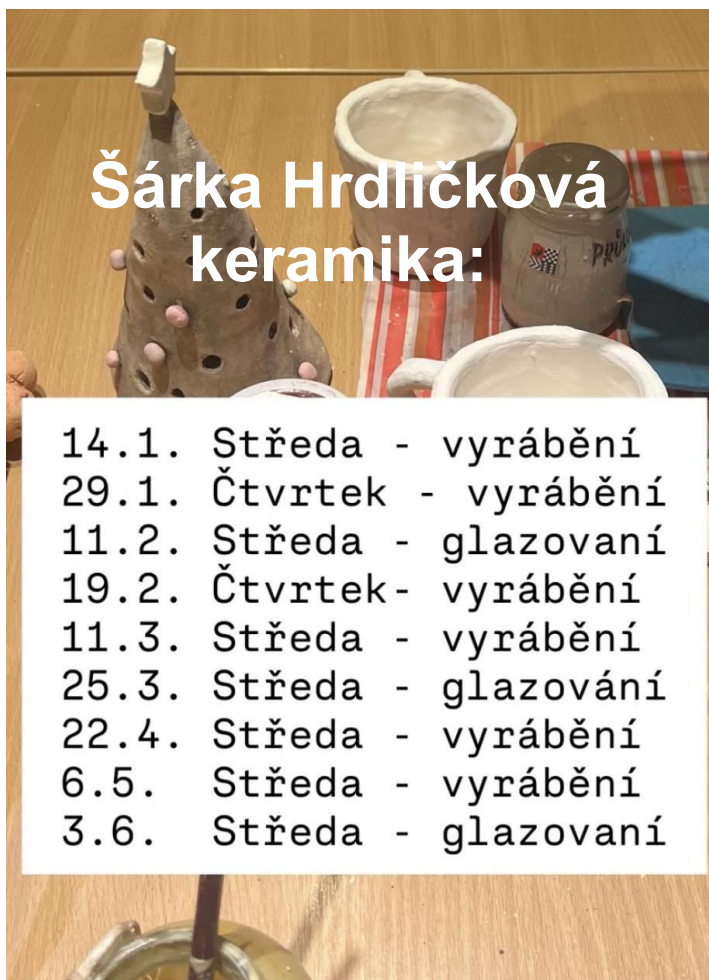 Šárka Hrdličková
keramika:
14.1. Středa - vyrábění
29.1. Čtvrtek - vyrábění
11.2. Středa - glazovaní
19.2. Čtvrtek- vyrábění
11.3. Středa - vyrábění
25.3. Středa - glazování
22.4. Středa - vyrábění
6.5. Středa - vyrábění
3.6. Středa - glazovaní